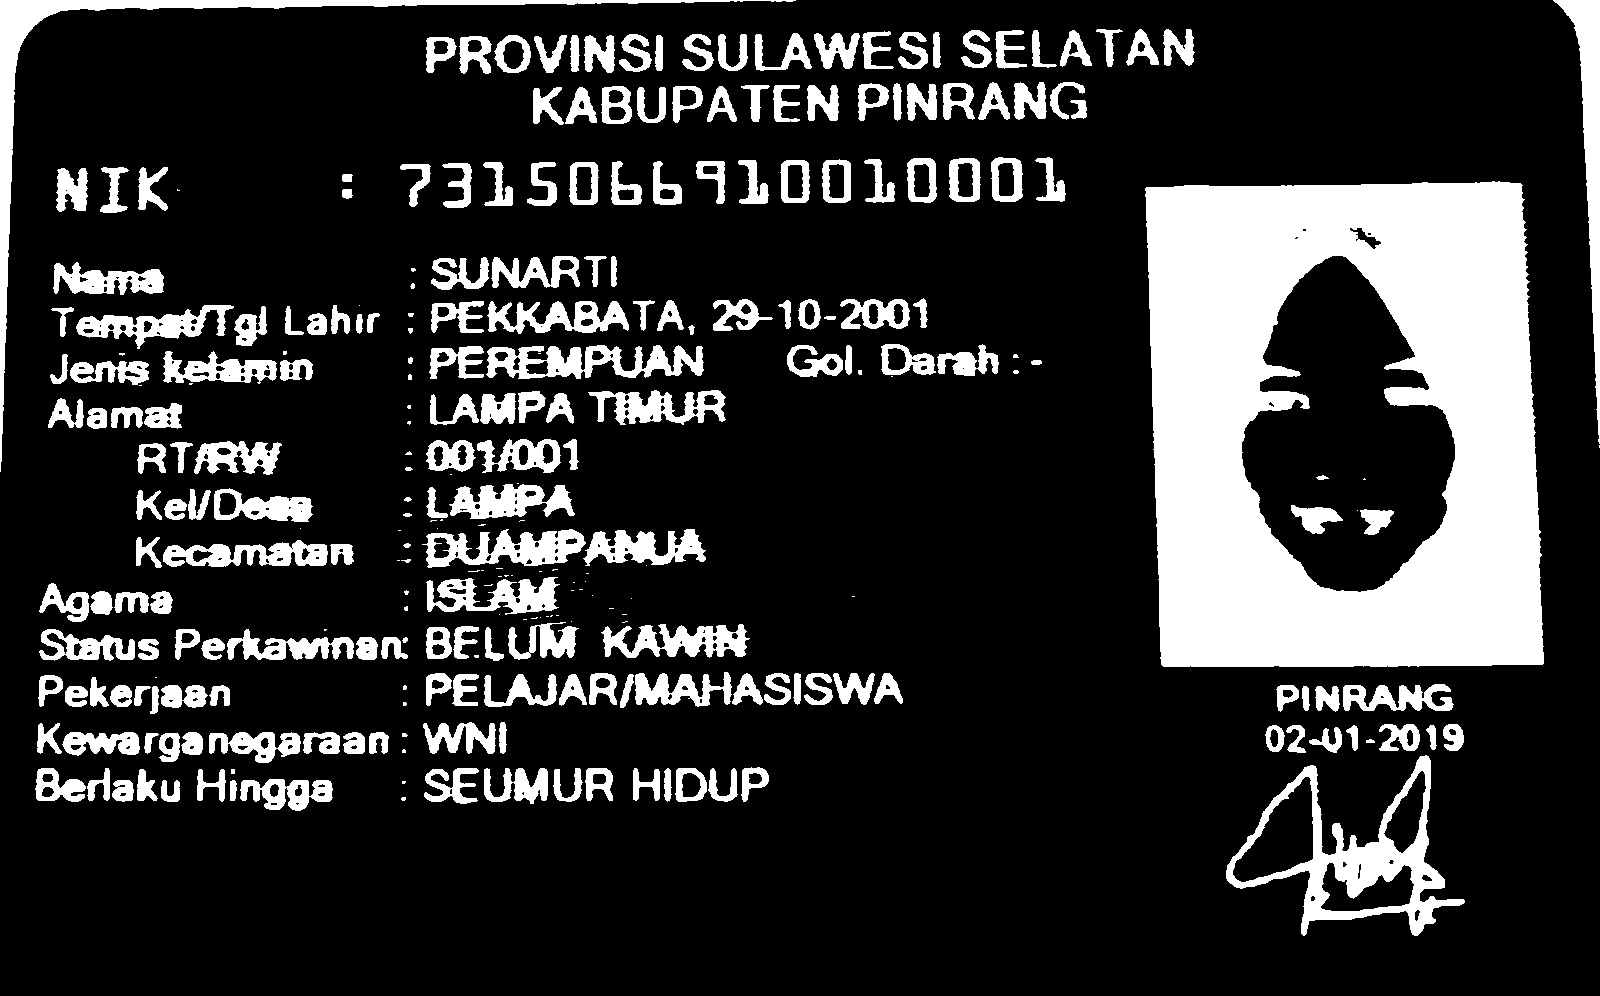 PROVINSI SULAWESI SELATAN
KABUPATEN PINRANG
NIK : 7315066910010001
Nama : SUNARTI
Tempat/Tgl Lahir : PEKKABATA, 29-10-2001
Jenis kelamin : PEREMPUAN Gol. Darah : -
Alamat : LAMPA TIMUR
RT/RW : 001/001
Kel/Desa : LAMPA
Kecamatan : DUAMPANUA
Agama : ISLAM
Status Perkawinan: BELUM KAWIN
Pekerjaan : PELAJAR/MAHASISWA
Kewarganegaraan : WNI
Berlaku Hingga : SEUMUR HIDUP
PINRANG
02-01-2019